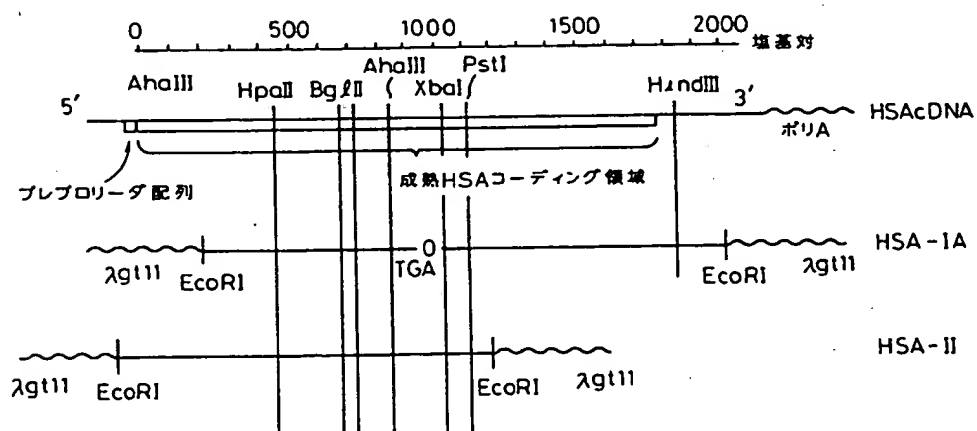 0 500 1000 1500 2000 塩基対
AhaIII HpaII BglII AhaIII XbaI PstI HindIII
5' 3' HSAcDNA
ポリA
プレプロリーダ配列 成熟HSAコーディング領域
λgt11 EcoRI TGA EcoRI λgt11 HSA-IA
λgt11 EcoRI EcoRI λgt11 HSA-II